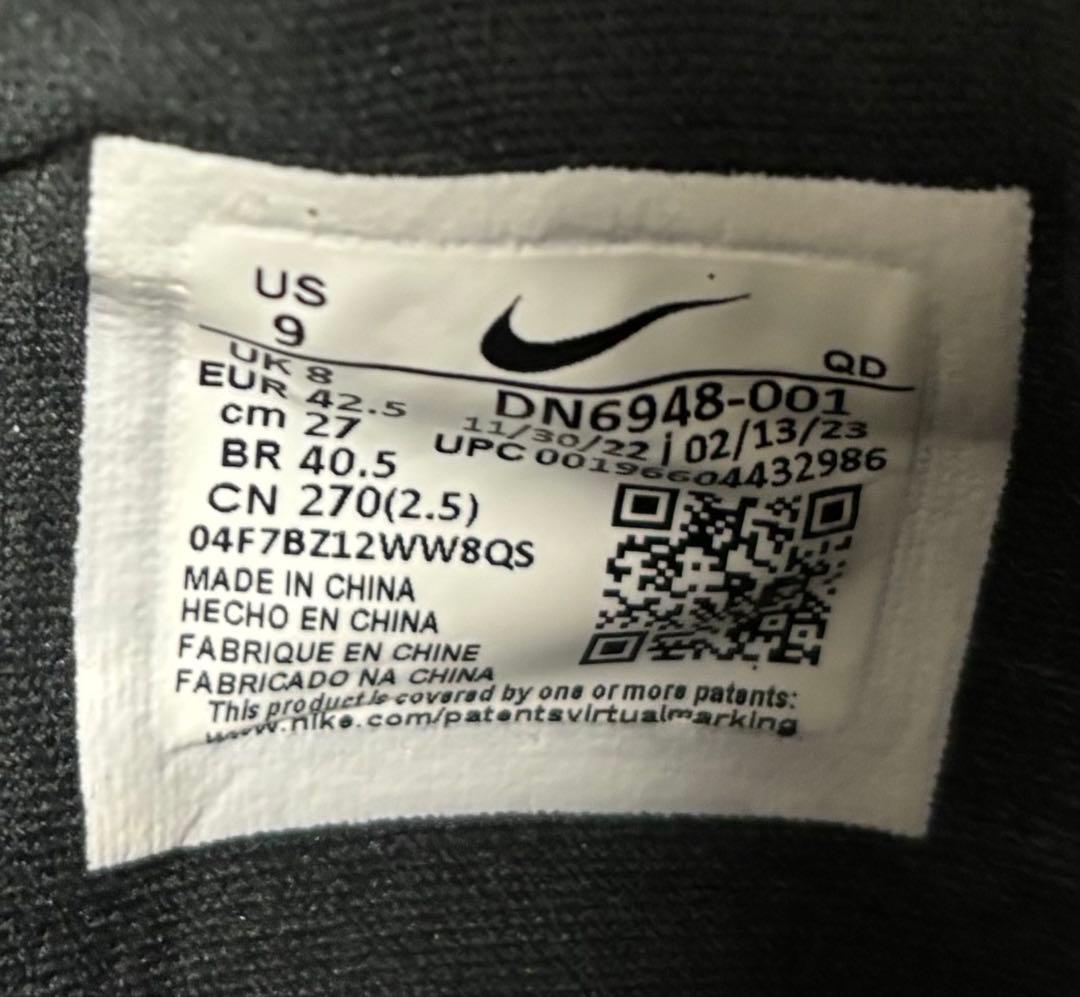 US
9
QD
UK 8
EUR 42.5
cm 27
BR 40.5
CN 270(2.5)
04F7BZ12WW8QS
DN6948-001
11/30/22 | 02/13/23
UPC 00196604432986
MADE IN CHINA
HECHO EN CHINA
FABRIQUE EN CHINE
FABRICADO NA CHINA
This product is covered by one or more patents:
www.nike.com/patentsvirtualmarking